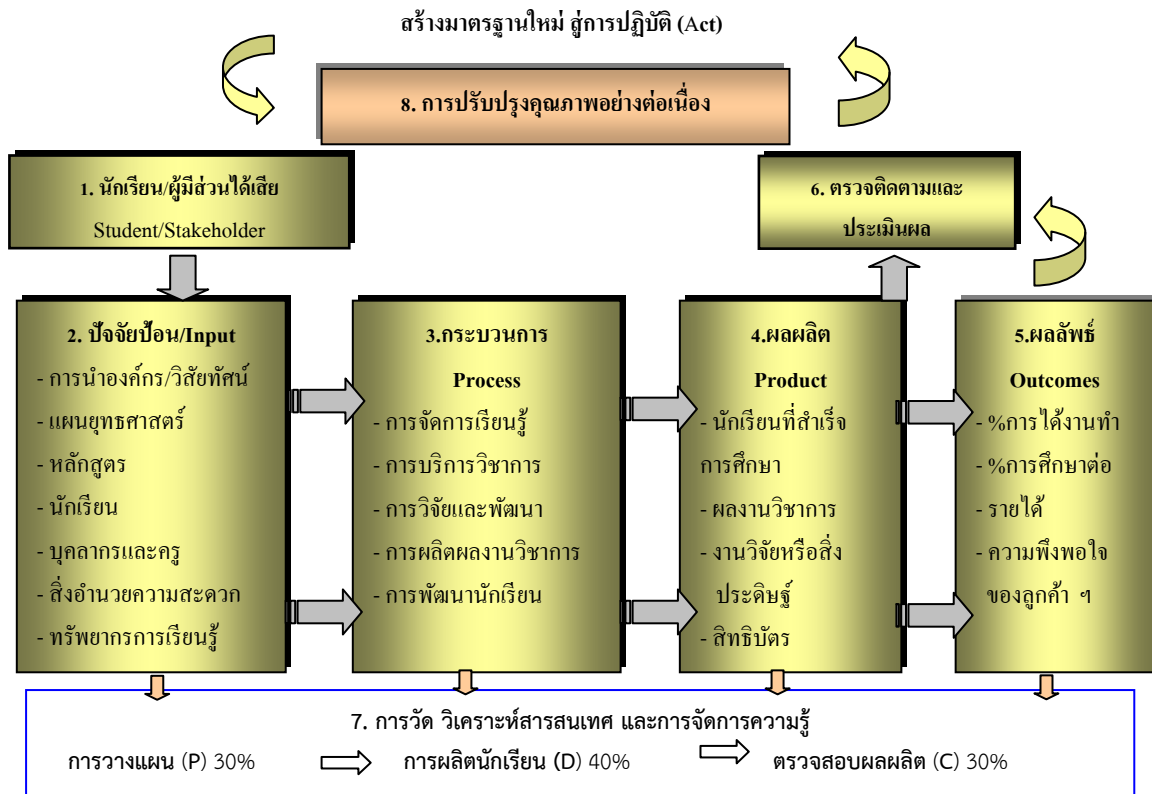 สร้างมาตรฐานใหม่ สู่การปฏิบัติ (Act)
8. การปรับปรุงคุณภาพอย่างต่อเนื่อง
1. นักเรียน/ผู้มีส่วนได้เสีย
Student/Stakeholder
6. ตรวจติดตามและ
ประเมินผล
2. ปัจจัยป้อน/Input
- การนำองค์กร/วิสัยทัศน์
- แผนยุทธศาสตร์
- หลักสูตร
- นักเรียน
- บุคลากรและครู
- สิ่งอำนวยความสะดวก
- ทรัพยากรการเรียนรู้
3.กระบวนการ
Process
- การจัดการเรียนรู้
- การบริการวิชาการ
- การวิจัยและพัฒนา
- การผลิตผลงานวิชาการ
- การพัฒนานักเรียน
4.ผลผลิต
Product
- นักเรียนที่สำเร็จ
การศึกษา
- ผลงานวิชาการ
- งานวิจัยหรือสิ่ง
ประดิษฐ์
- สิทธิบัตร
5.ผลลัพธ์
Outcomes
- %การได้งานทำ
- %การศึกษาต่อ
- รายได้
- ความพึงพอใจ
ของลูกค้า ฯ
7. การวัด วิเคราะห์สารสนเทศ และการจัดการความรู้
การวางแผน (P) 30%
การผลิตนักเรียน (D) 40%
ตรวจสอบผลผลิต (C) 30%